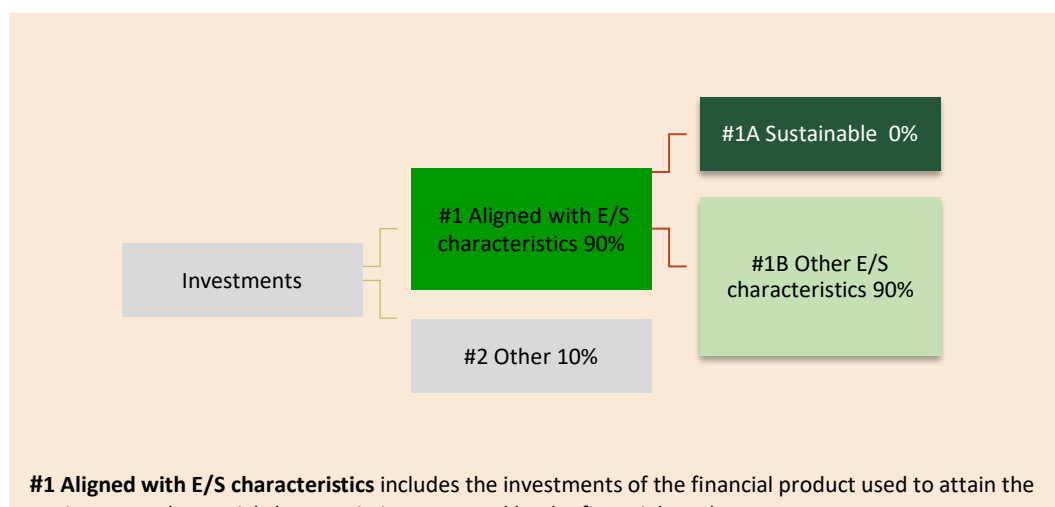 #1A Sustainable 0%
#1 Aligned with E/S
characteristics 90%
#1B Other E/S
characteristics 90%
Investments
#2 Other 10%
#1 Aligned with E/S characteristics includes the investments of the financial product used to attain the